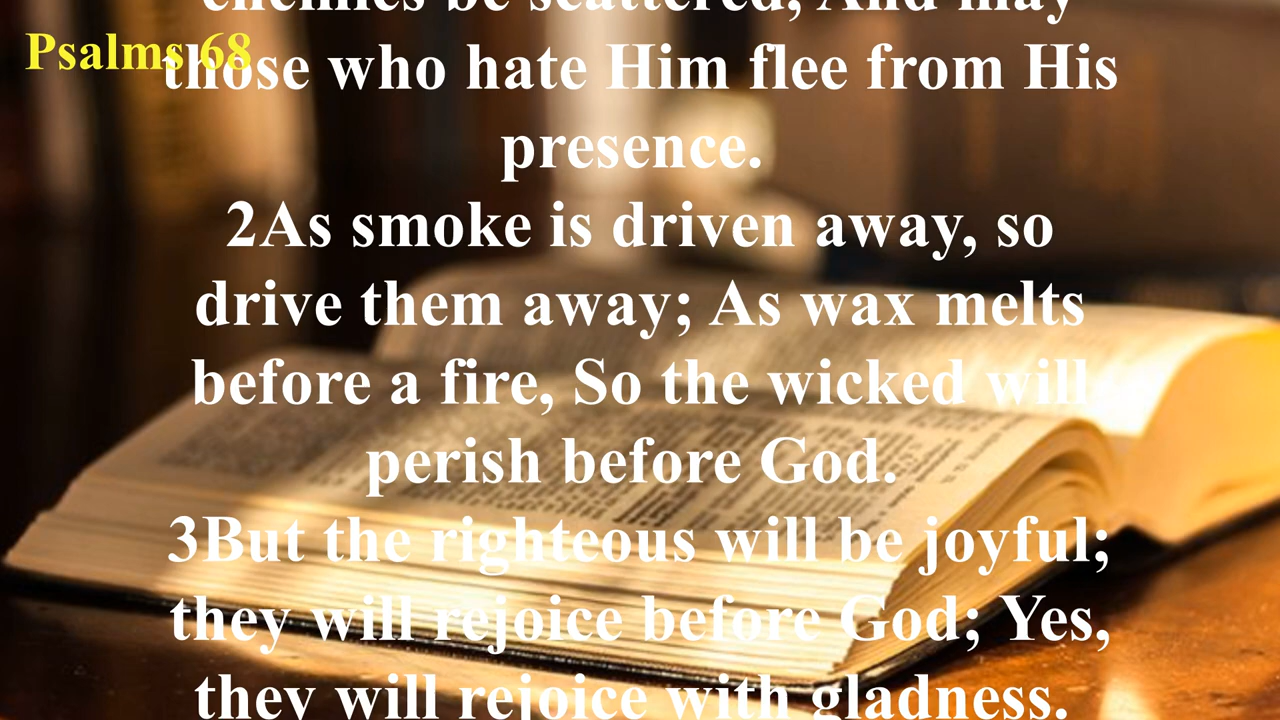 enemies be scattered, And may
Psalms 68
those who hate Him flee from His
presence.
2As smoke is driven away, so
drive them away; As wax melts
before a fire, So the wicked will
perish before God.
3But the righteous will be joyful;
they will rejoice before God; Yes,
they will rejoice with gladness.